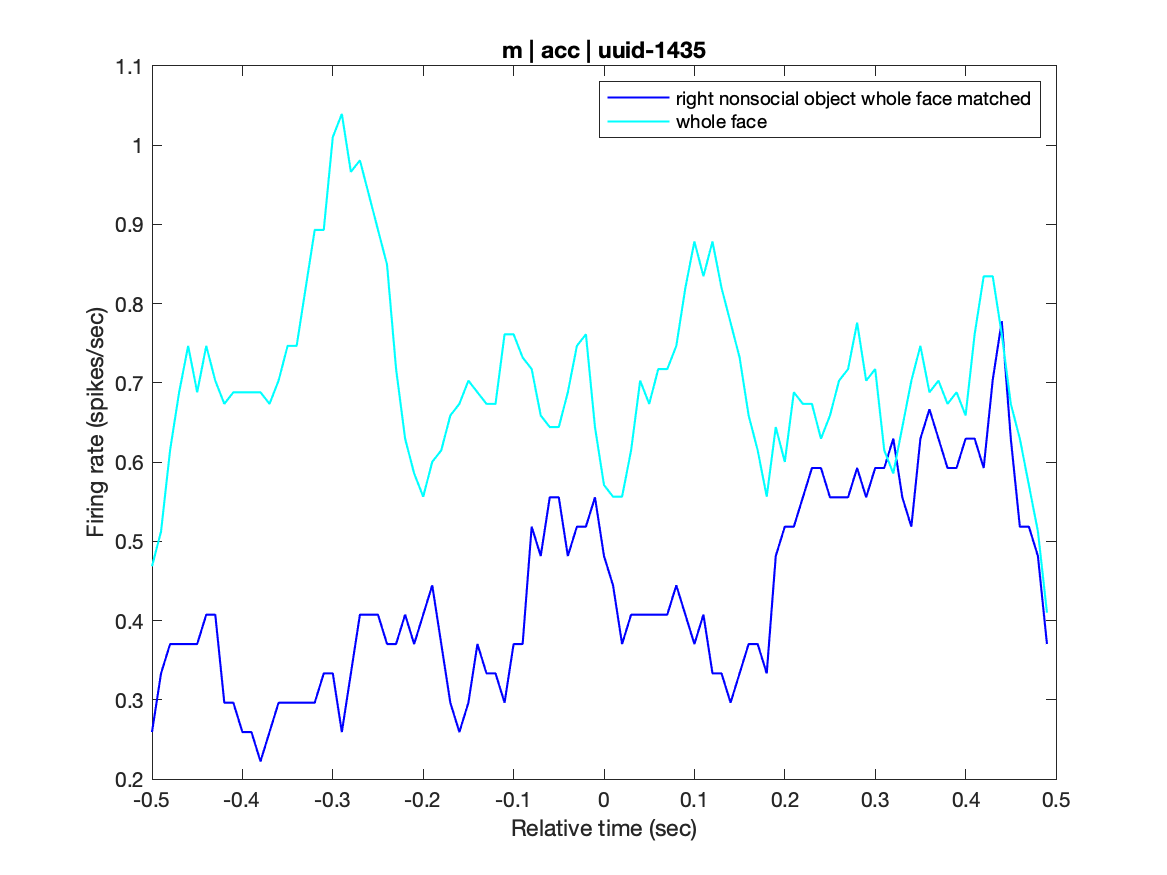 m | acc | uuid-1435
right nonsocial object whole face matched
whole face
Firing rate (spikes/sec)
1.1
1
0.9
0.8
0.7
0.6
0.5
0.4
0.3
0.2
-0.5 -0.4 -0.3 -0.2 -0.1 0 0.1 0.2 0.3 0.4 0.5
Relative time (sec)